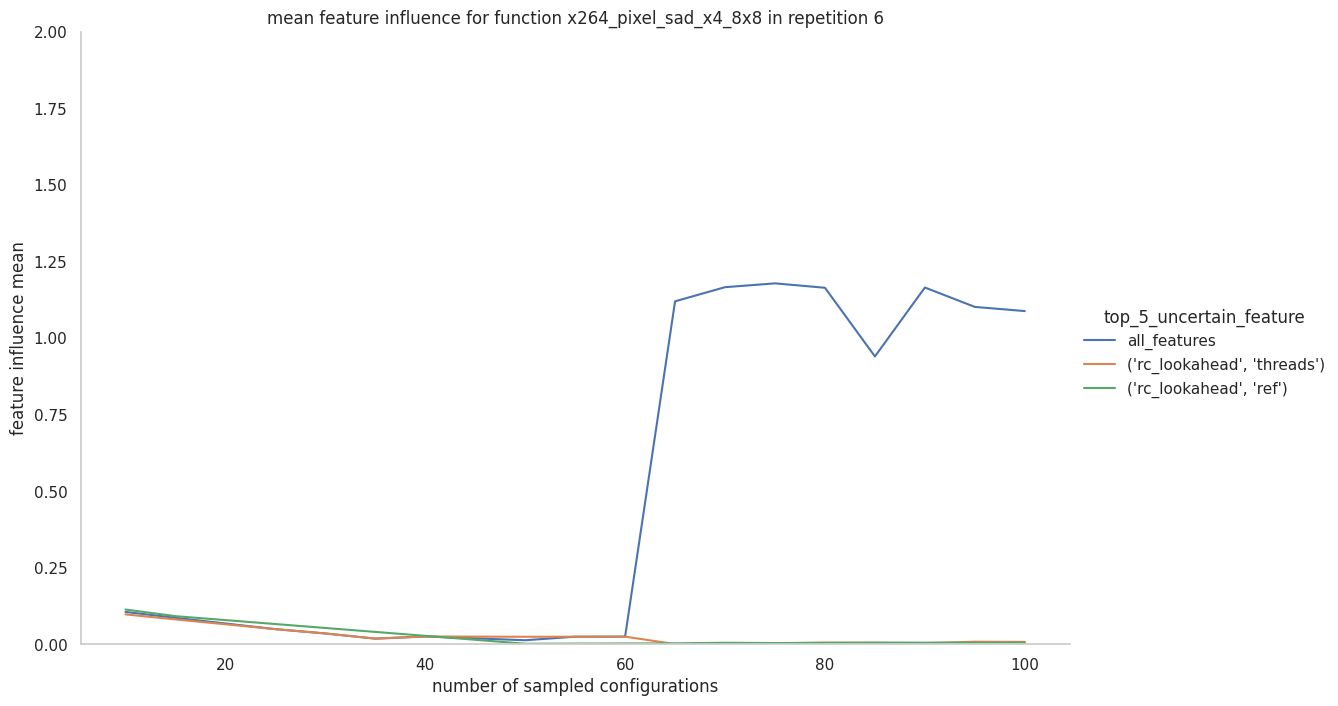 mean feature influence for function x264_pixel_sad_x4_8x8 in repetition 6
2.00
1.75
1.50
1.25
1.00
0.75
0.50
0.25
0.00
feature influence mean
20
40
60
80
100
number of sampled configurations
top_5_uncertain_feature
all_features
('rc_lookahead', 'threads')
('rc_lookahead', 'ref')